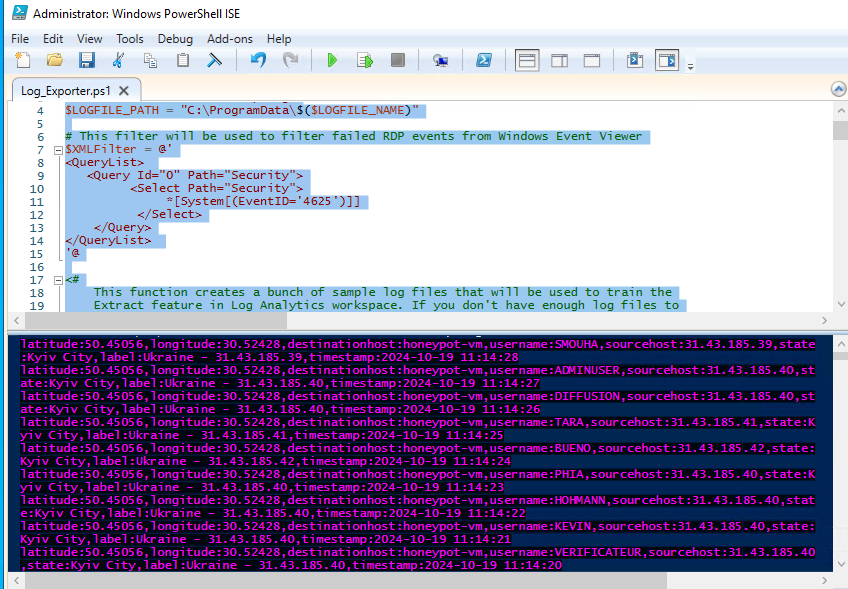 Administrator: Windows PowerShell ISE
File Edit View Tools Debug Add-ons Help
Log_Exporter.ps1
4 $LOGFILE_PATH = "C:\ProgramData\$($LOGFILE_NAME)"
5
6 # This filter will be used to filter failed RDP events from Windows Event Viewer
7 $XMLFilter = @'
8 <QueryList>
9 <Query Id="0" Path="Security">
10 <Select Path="Security">
11 *[System[(EventID='4625')]]
12 </Select>
13 </Query>
14 </QueryList>
15 '@
16
17 <#
18 This function creates a bunch of sample log files that will be used to train the
19 Extract feature in Log Analytics workspace. If you don't have enough log files to
latitude:50.45056,longitude:30.52428,destinationhost:honeypot-vm,username:SMOUHA,sourcehost:31.43.185.39,state
:Kyiv City,label:Ukraine - 31.43.185.39,timestamp:2024-10-19 11:14:28
latitude:50.45056,longitude:30.52428,destinationhost:honeypot-vm,username:ADMINUSER,sourcehost:31.43.185.40,st
ate:Kyiv City,label:Ukraine - 31.43.185.40,timestamp:2024-10-19 11:14:27
latitude:50.45056,longitude:30.52428,destinationhost:honeypot-vm,username:DIFFUSION,sourcehost:31.43.185.40,st
ate:Kyiv City,label:Ukraine - 31.43.185.40,timestamp:2024-10-19 11:14:26
latitude:50.45056,longitude:30.52428,destinationhost:honeypot-vm,username:TARA,sourcehost:31.43.185.41,state:K
yiv City,label:Ukraine - 31.43.185.41,timestamp:2024-10-19 11:14:25
latitude:50.45056,longitude:30.52428,destinationhost:honeypot-vm,username:BUENO,sourcehost:31.43.185.42,state:
Kyiv City,label:Ukraine - 31.43.185.42,timestamp:2024-10-19 11:14:24
latitude:50.45056,longitude:30.52428,destinationhost:honeypot-vm,username:PHIA,sourcehost:31.43.185.40,state:K
yiv City,label:Ukraine - 31.43.185.40,timestamp:2024-10-19 11:14:23
latitude:50.45056,longitude:30.52428,destinationhost:honeypot-vm,username:HOHMANN,sourcehost:31.43.185.40,stat
e:Kyiv City,label:Ukraine - 31.43.185.40,timestamp:2024-10-19 11:14:22
latitude:50.45056,longitude:30.52428,destinationhost:honeypot-vm,username:KEVIN,sourcehost:31.43.185.40,state:
Kyiv City,label:Ukraine - 31.43.185.40,timestamp:2024-10-19 11:14:21
latitude:50.45056,longitude:30.52428,destinationhost:honeypot-vm,username:VERIFICATEUR,sourcehost:31.43.185.40
,state:Kyiv City,label:Ukraine - 31.43.185.40,timestamp:2024-10-19 11:14:20